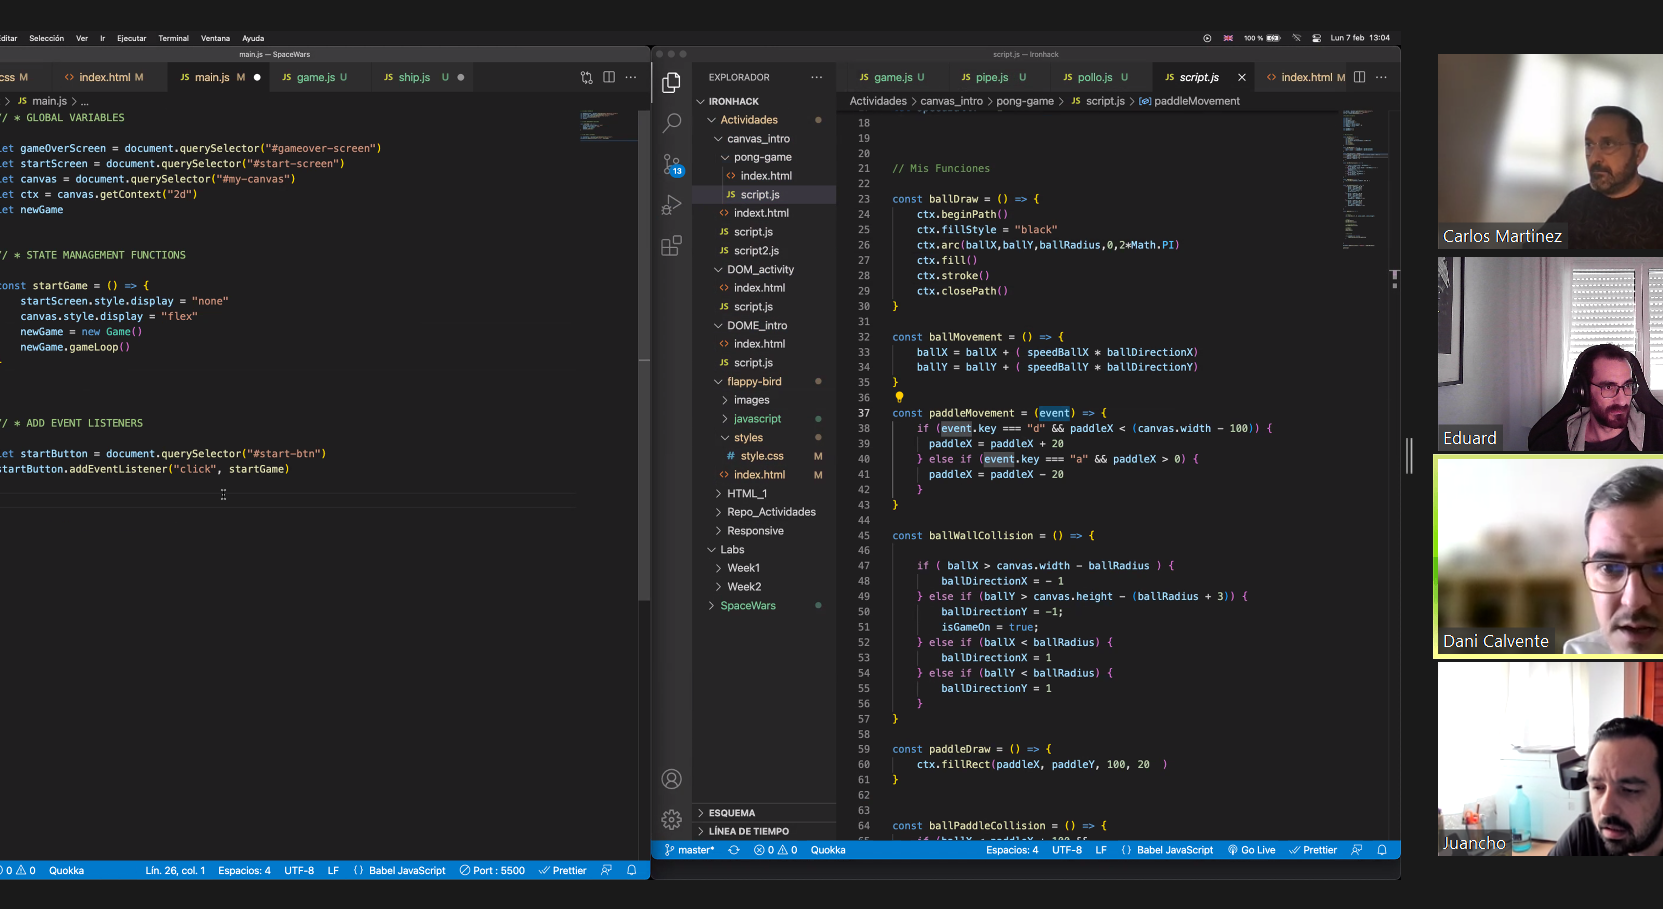 ditar Selección Ver Ir Ejecutar Terminal Ventana Ayuda
100 % Lun 7 feb 13:04
main.js — SpaceWars
css M
index.html M
JS main.js M
JS game.js U
JS ship.js U
JS main.js > ...
// * GLOBAL VARIABLES
let gameOverScreen = document.querySelector("#gameover-screen")
let startScreen = document.querySelector("#start-screen")
let canvas = document.querySelector("#my-canvas")
let ctx = canvas.getContext("2d")
let newGame
// * STATE MANAGEMENT FUNCTIONS
const startGame = () => {
startScreen.style.display = "none"
canvas.style.display = "flex"
newGame = new Game()
newGame.gameLoop()
// * ADD EVENT LISTENERS
let startButton = document.querySelector("#start-btn")
startButton.addEventListener("click", startGame)
0 0 Quokka Lín. 26, col. 1 Espacios: 4 UTF-8 LF {} Babel JavaScript Port : 5500 Prettier
script.js — Ironhack
EXPLORADOR ...
IRONHACK
Actividades
canvas_intro
pong-game
<> index.html
JS script.js
<> indext.html
JS script.js
JS script2.js
DOM_activity
<> index.html
JS script.js
DOME_intro
<> index.html
JS script.js
flappy-bird
images
javascript
styles
# style.css M
<> index.html M
HTML_1
Repo_Actividades
Responsive
Labs
Week1
Week2
SpaceWars
ESQUEMA
LÍNEA DE TIEMPO
13
JS game.js U
JS pipe.js U
JS pollo.js U
JS script.js
<> index.html M
Actividades > canvas_intro > pong-game > JS script.js > paddleMovement
18
19
20
21 // Mis Funciones
22
23 const ballDraw = () => {
24 ctx.beginPath()
25 ctx.fillStyle = "black"
26 ctx.arc(ballX,ballY,ballRadius,0,2*Math.PI)
27 ctx.fill()
28 ctx.stroke()
29 ctx.closePath()
30 }
31
32 const ballMovement = () => {
33 ballX = ballX + ( speedBallX * ballDirectionX)
34 ballY = ballY + ( speedBallY * ballDirectionY)
35 }
36
37 const paddleMovement = (event) => {
38 if (event.key === "d" && paddleX < (canvas.width - 100)) {
39 paddleX = paddleX + 20
40 } else if (event.key === "a" && paddleX > 0) {
41 paddleX = paddleX - 20
42 }
43 }
44
45 const ballWallCollision = () => {
46
47 if ( ballX > canvas.width - ballRadius ) {
48 ballDirectionX = - 1
49 } else if (ballY > canvas.height - (ballRadius + 3)) {
50 ballDirectionY = -1;
51 isGameOn = true;
52 } else if (ballX < ballRadius) {
53 ballDirectionX = 1
54 } else if (ballY < ballRadius) {
55 ballDirectionY = 1
56 }
57 }
58
59 const paddleDraw = () => {
60 ctx.fillRect(paddleX, paddleY, 100, 20 )
61 }
62
63
64 const ballPaddleCollision = () => {
master* 0 0 Quokka Espacios: 4 UTF-8 LF {} Babel JavaScript Go Live Prettier
Carlos Martinez
Eduard
Dani Calvente
Juancho